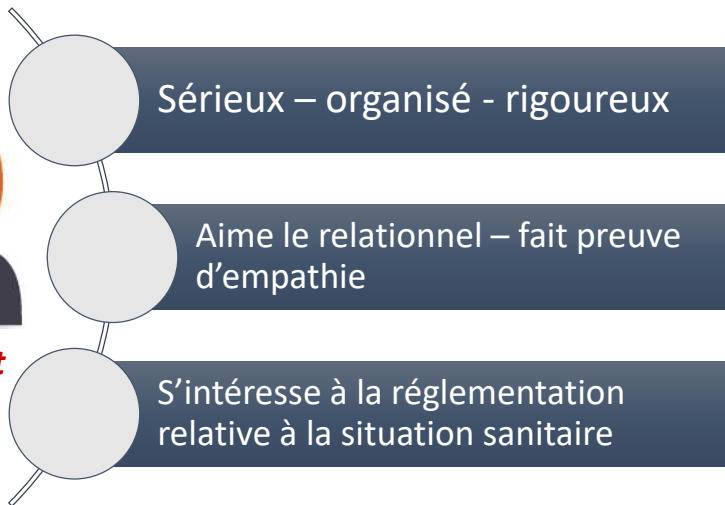 Sérieux – organisé - rigoureux
Aime le relationnel – fait preuve
d’empathie
S’intéresse à la réglementation
relative à la situation sanitaire